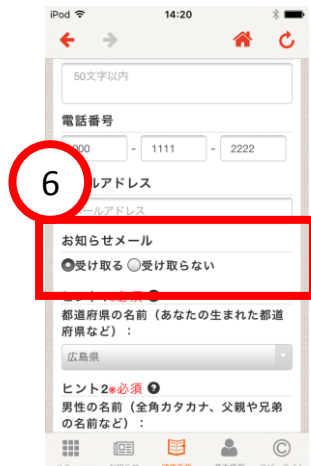 iPod 14:20
50文字以内
電話番号
000 - 1111 - 2222
6
ールアドレス
ールアドレス
お知らせメール
受け取る 受け取らない
※必須
都道府県の名前（あなたの生まれた都道
府県など）：
広島県
ヒント2※必須
男性の名前（全角カタカナ、父親や兄弟
の名前など）：